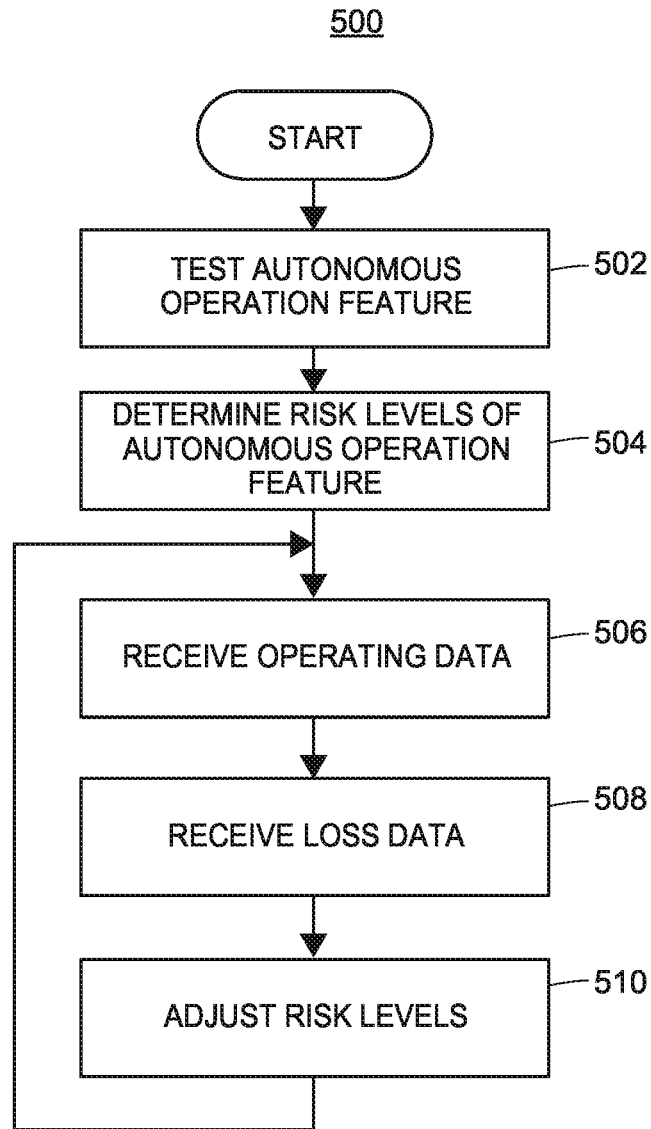 500
START
TEST AUTONOMOUS
OPERATION FEATURE
502
DETERMINE RISK LEVELS OF
AUTONOMOUS OPERATION
FEATURE
504
RECEIVE OPERATING DATA
506
RECEIVE LOSS DATA
508
ADJUST RISK LEVELS
510